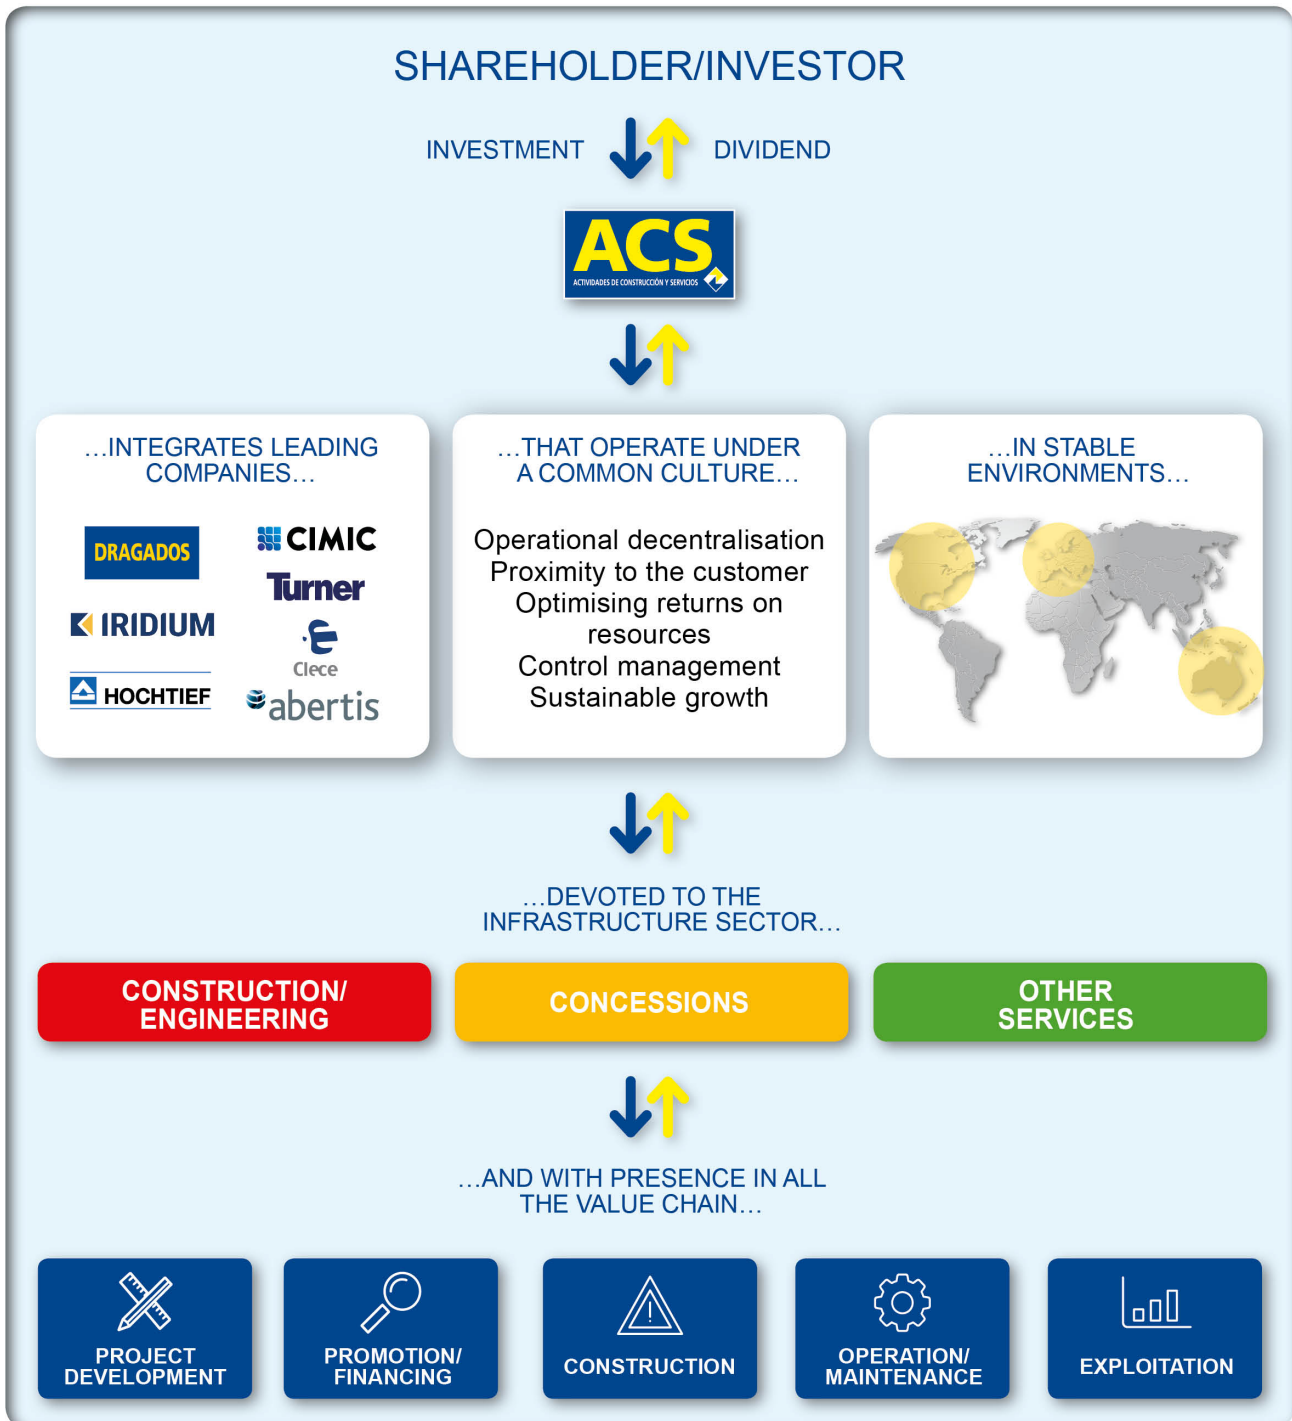 SHAREHOLDER/INVESTOR
INVESTMENT
DIVIDEND
ACS
ACTIVIDADES DE CONSTRUCCIÓN Y SERVICIOS
…INTEGRATES LEADING
COMPANIES…
DRAGADOS
IRIDIUM
HOCHTIEF
CIMIC
Turner
Clece
abertis
…THAT OPERATE UNDER
A COMMON CULTURE…
Operational decentralisation
Proximity to the customer
Optimising returns on
resources
Control management
Sustainable growth
…IN STABLE
ENVIRONMENTS…
…DEVOTED TO THE
INFRASTRUCTURE SECTOR…
CONSTRUCTION/
ENGINEERING
CONCESSIONS
OTHER
SERVICES
…AND WITH PRESENCE IN ALL
THE VALUE CHAIN…
PROJECT
DEVELOPMENT
PROMOTION/
FINANCING
CONSTRUCTION
OPERATION/
MAINTENANCE
EXPLOITATION